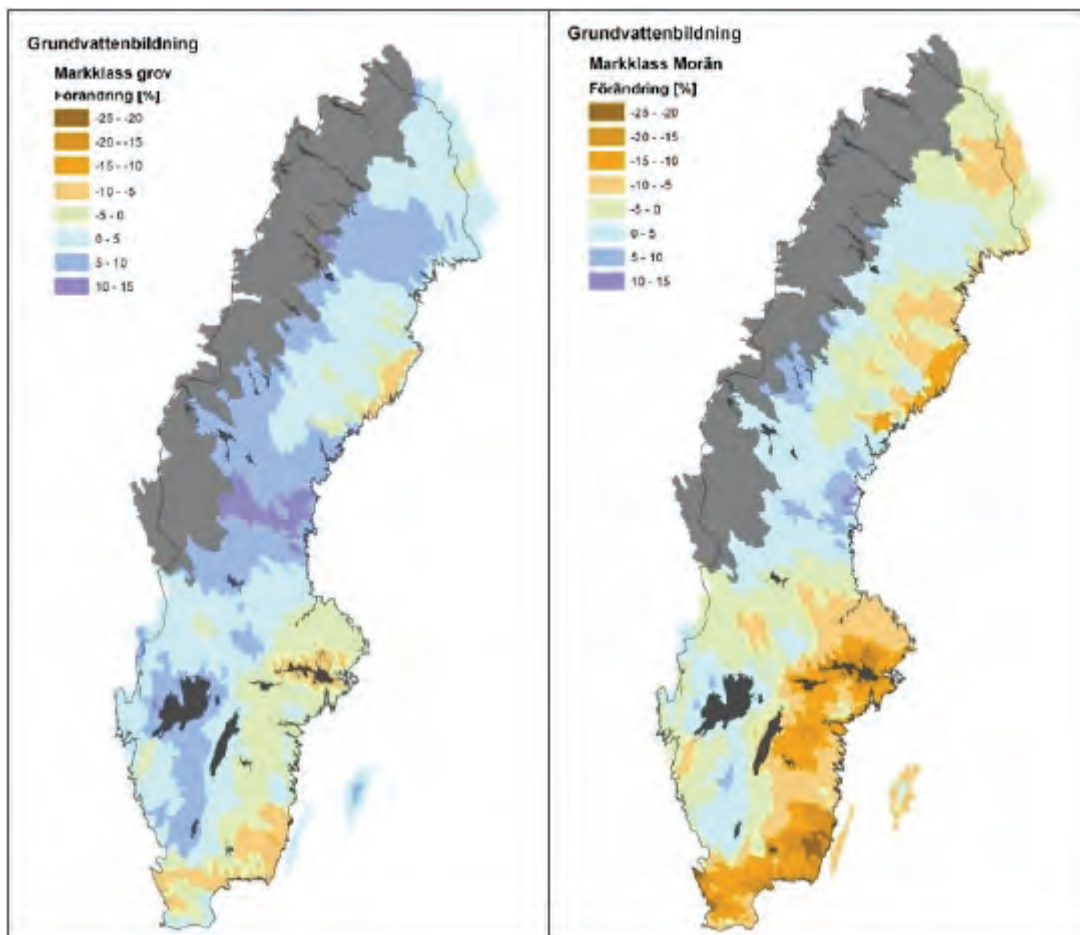 Grundvattenbildning
Markklass grov
Förändring [%]
-25 - -20
-20 - -15
-15 - -10
-10 - -5
-5 - 0
0 - 5
5 - 10
10 - 15
Grundvattenbildning
Markklass Morän
Förändring [%]
-25 - -20
-20 - -15
-15 - -10
-10 - -5
-5 - 0
0 - 5
5 - 10
10 - 15